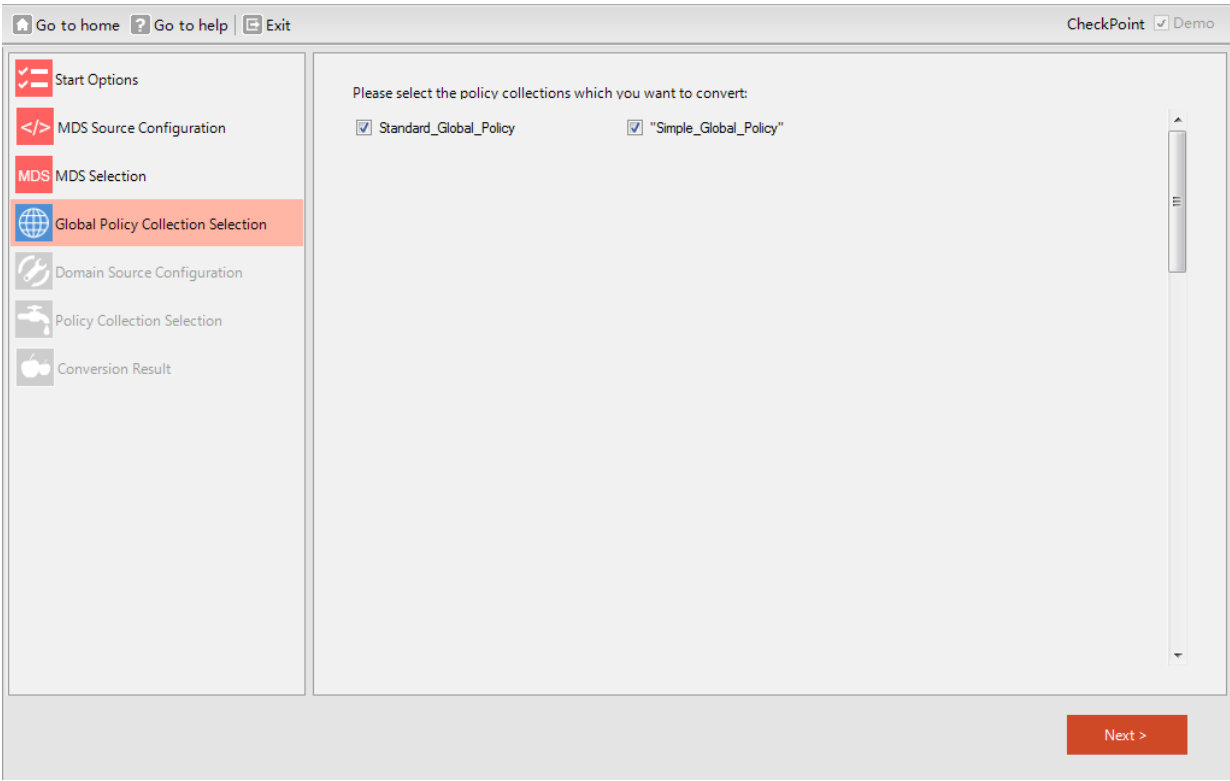 Go to home Go to help Exit CheckPoint Demo
Start Options
</> MDS Source Configuration
MDS MDS Selection
Global Policy Collection Selection
Domain Source Configuration
Policy Collection Selection
Conversion Result
Please select the policy collections which you want to convert:
Standard_Global_Policy "Simple_Global_Policy"
Next >